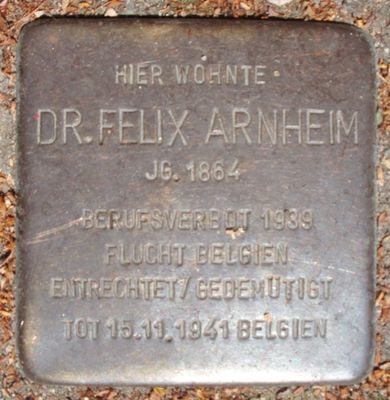 HIER WOHNTE
DR. FELIX ARNHEIM
JG. 1864
BERUFSVERBOT 1939
FLUCHT BELGIEN
ENTRECHTET/GEDEMÜTIGT
TOT 15.11.1941 BELGIEN